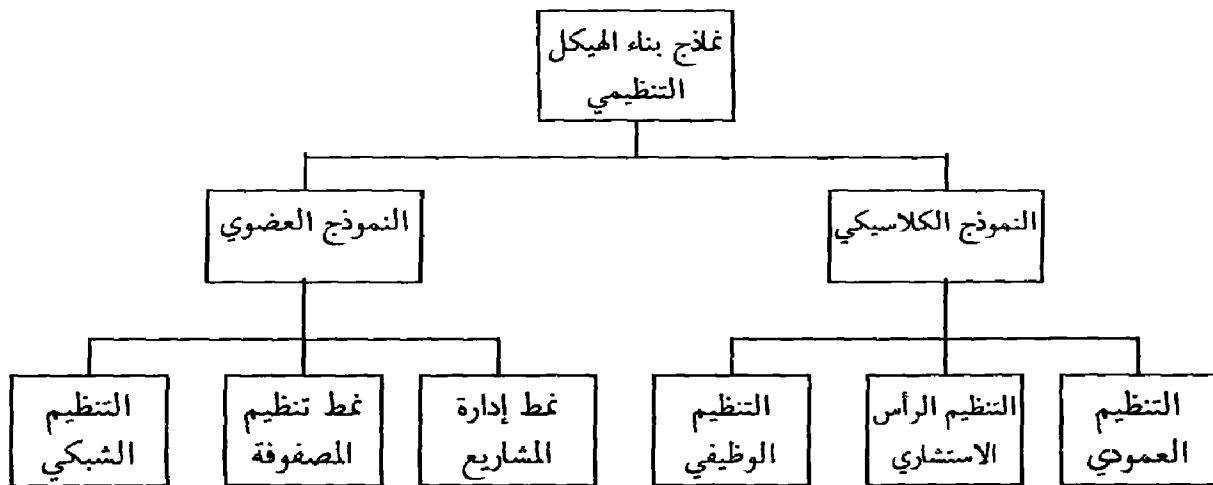 نماذج بناء الهيكل
التنظيمي
النموذج الكلاسيكي
النموذج العضوي
التنظيم
العمودي
التنظيم الرأس
الاستشاري
التنظيم
الوظيفي
نمط إدارة
المشاريع
نمط تنظيم
المصفوفة
التنظيم
الشبكي